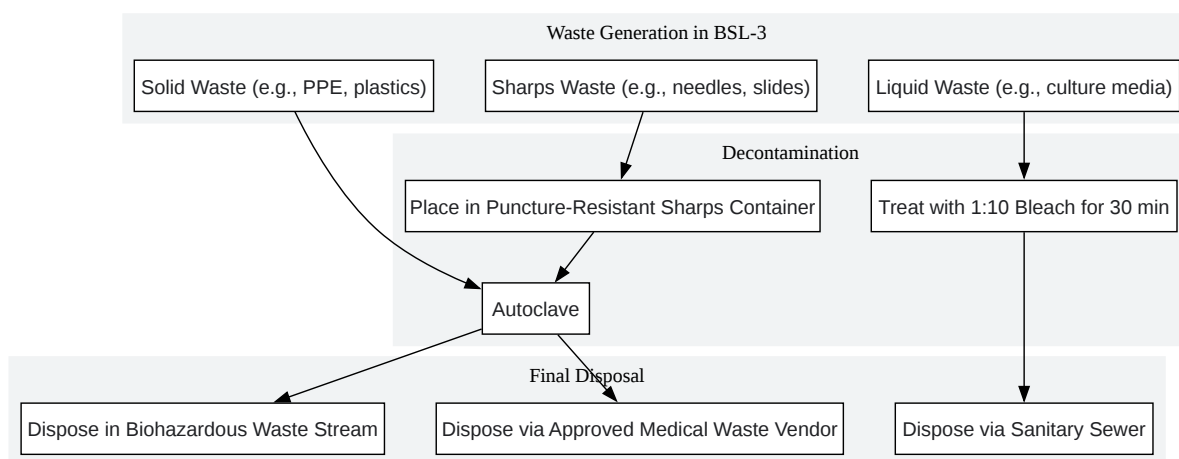 Waste Generation in BSL-3
Solid Waste (e.g., PPE, plastics)
Sharps Waste (e.g., needles, slides)
Liquid Waste (e.g., culture media)
Decontamination
Place in Puncture-Resistant Sharps Container
Treat with 1:10 Bleach for 30 min
Autoclave
Final Disposal
Dispose in Biohazardous Waste Stream
Dispose via Approved Medical Waste Vendor
Dispose via Sanitary Sewer